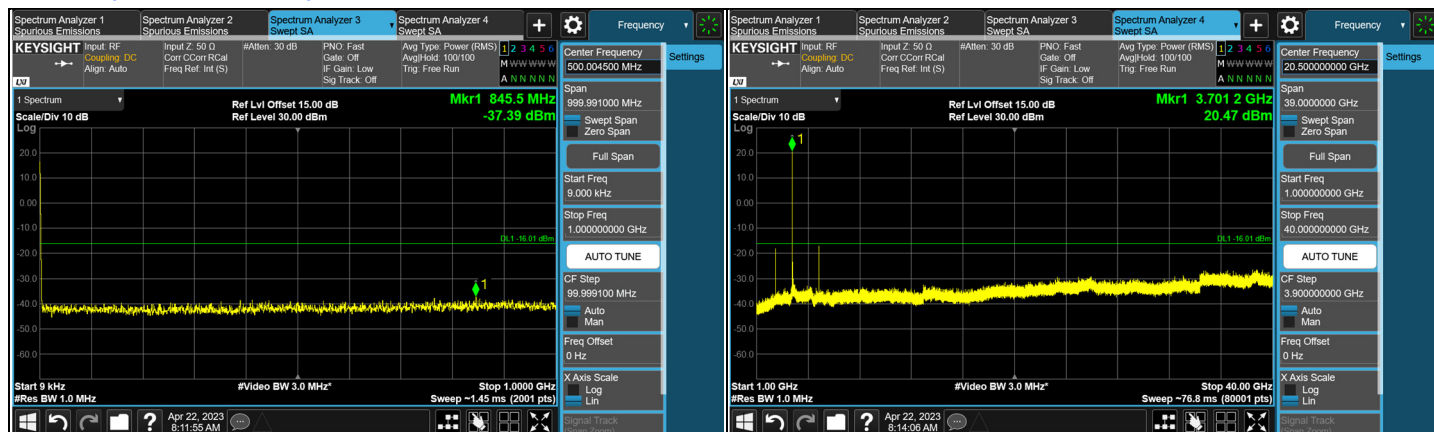 Spectrum Analyzer 1
Spurious Emissions
Spectrum Analyzer 2
Spurious Emissions
Spectrum Analyzer 3
Swept SA
Spectrum Analyzer 4
Swept SA
+
Frequency
KEYSIGHT
LXI
Input: RF
Coupling: DC
Align: Auto
Input Z: 50 Ω
Corr CCorr RCal
Freq Ref: Int (S)
#Atten: 30 dB
PNO: Fast
Gate: Off
IF Gain: Low
Sig Track: Off
Avg Type: Power (RMS)
Avg|Hold: 100/100
Trig: Free Run
1 2 3 4 5 6
M W W W W W
A N N N N N
1 Spectrum
Scale/Div 10 dB
Ref Lvl Offset 15.00 dB
Ref Level 30.00 dBm
Mkr1 845.5 MHz
-37.39 dBm
Log
20.0
10.0
0.00
-10.0
-20.0
-30.0
-40.0
-50.0
-60.0
DL1 -16.01 dBm
1
Start 9 kHz
#Res BW 1.0 MHz
#Video BW 3.0 MHz*
Stop 1.0000 GHz
Sweep ~1.45 ms (2001 pts)
Center Frequency
500.004500 MHz
Settings
Span
999.991000 MHz
Swept Span
Zero Span
Full Span
Start Freq
9.000 kHz
Stop Freq
1.000000000 GHz
AUTO TUNE
CF Step
99.999100 MHz
Auto
Man
Freq Offset
0 Hz
X Axis Scale
Log
Lin
Signal Track
(Span Zoom)
?
Apr 22, 2023
8:11:55 AM
Spectrum Analyzer 1
Spurious Emissions
Spectrum Analyzer 2
Spurious Emissions
Spectrum Analyzer 3
Swept SA
Spectrum Analyzer 4
Swept SA
+
Frequency
KEYSIGHT
LXI
Input: RF
Coupling: DC
Align: Auto
Input Z: 50 Ω
Corr CCorr RCal
Freq Ref: Int (S)
#Atten: 30 dB
PNO: Fast
Gate: Off
IF Gain: Low
Sig Track: Off
Avg Type: Power (RMS)
Avg|Hold: 100/100
Trig: Free Run
1 2 3 4 5 6
M W W W W W
A N N N N N
1 Spectrum
Scale/Div 10 dB
Ref Lvl Offset 15.00 dB
Ref Level 30.00 dBm
Mkr1 3.701 2 GHz
20.47 dBm
Log
20.0
10.0
0.00
-10.0
-20.0
-30.0
-40.0
-50.0
-60.0
DL1 -16.01 dBm
1
Start 1.00 GHz
#Res BW 1.0 MHz
#Video BW 3.0 MHz*
Stop 40.00 GHz
Sweep ~76.8 ms (80001 pts)
Center Frequency
20.500000000 GHz
Settings
Span
39.0000000 GHz
Swept Span
Zero Span
Full Span
Start Freq
1.000000000 GHz
Stop Freq
40.000000000 GHz
AUTO TUNE
CF Step
3.900000000 GHz
Auto
Man
Freq Offset
0 Hz
X Axis Scale
Log
Lin
Signal Track
(Span Zoom)
?
Apr 22, 2023
8:14:06 AM